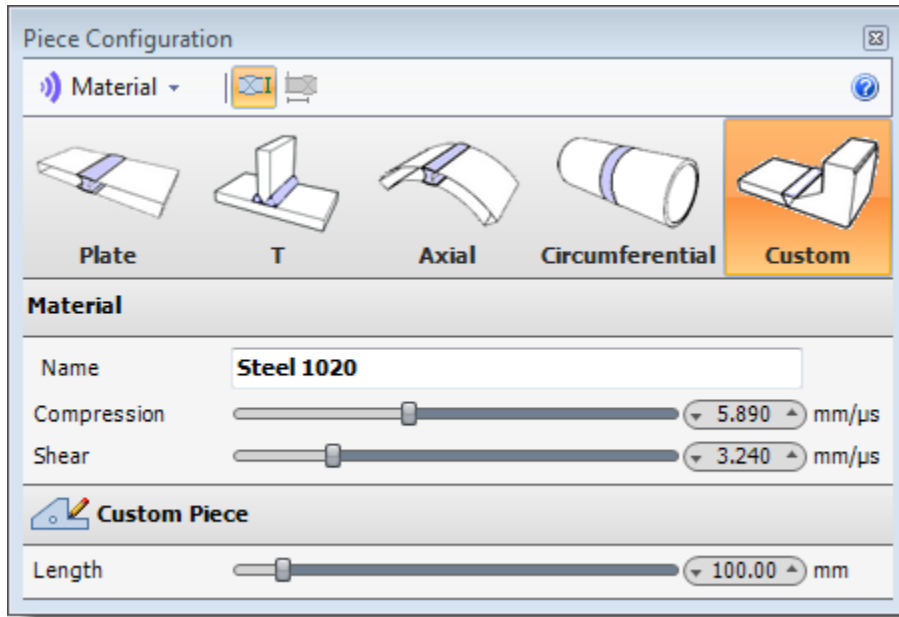 Piece Configuration
Material
Plate T Axial Circumferential Custom
Material
Name Steel 1020
Compression 5.890 mm/µs
Shear 3.240 mm/µs
Custom Piece
Length 100.00 mm